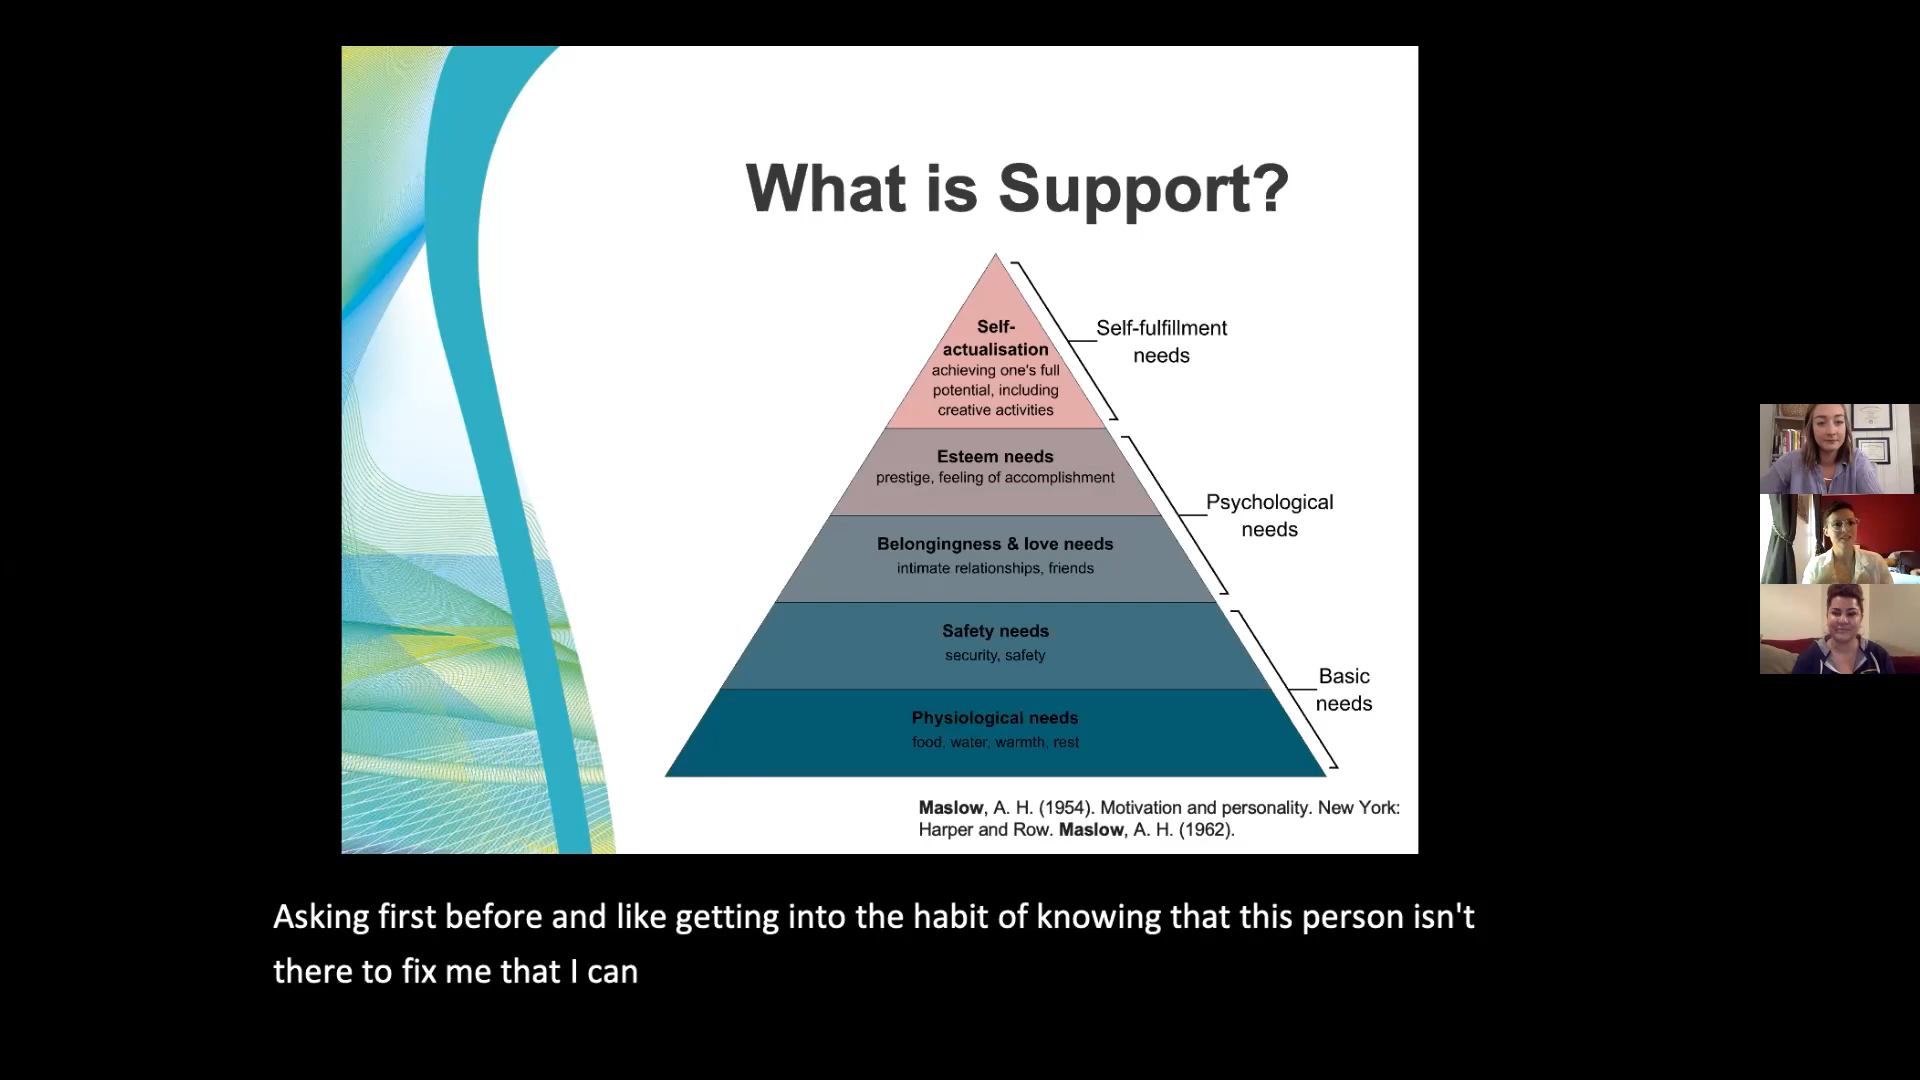 What is Support?
Self-
actualisation
achieving one's full
potential, including
creative activities
Self-fulfillment
needs
Esteem needs
prestige, feeling of accomplishment
Psychological
needs
Belongingness & love needs
intimate relationships, friends
Safety needs
security, safety
Basic
needs
Physiological needs
food, water, warmth, rest
Maslow, A. H. (1954). Motivation and personality. New York:
Harper and Row. Maslow, A. H. (1962).
Asking first before and like getting into the habit of knowing that this person isn't
there to fix me that I can